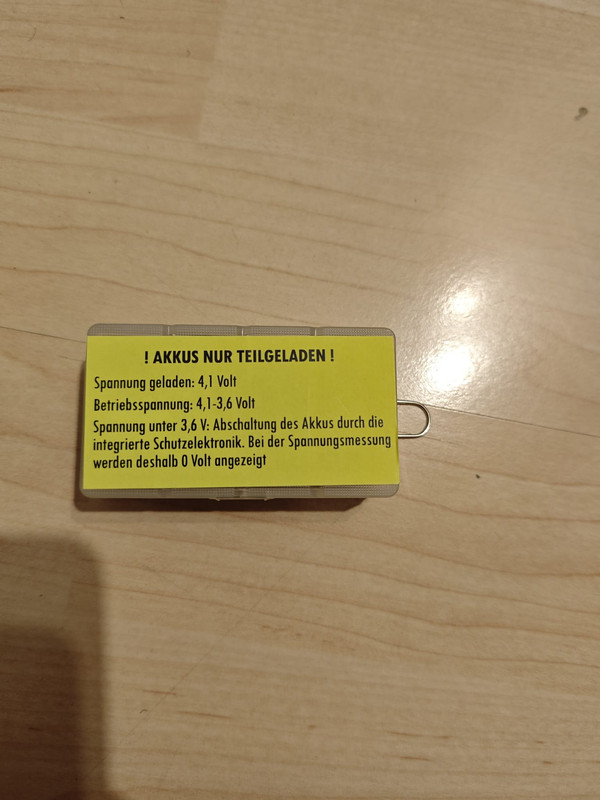 ! AKKUS NUR TEILGELADEN !
Spannung geladen: 4,1 Volt
Betriebsspannung: 4,1-3,6 Volt
Spannung unter 3,6 V: Abschaltung des Akkus durch die
integrierte Schutzelektronik. Bei der Spannungsmessung
werden deshalb 0 Volt angezeigt